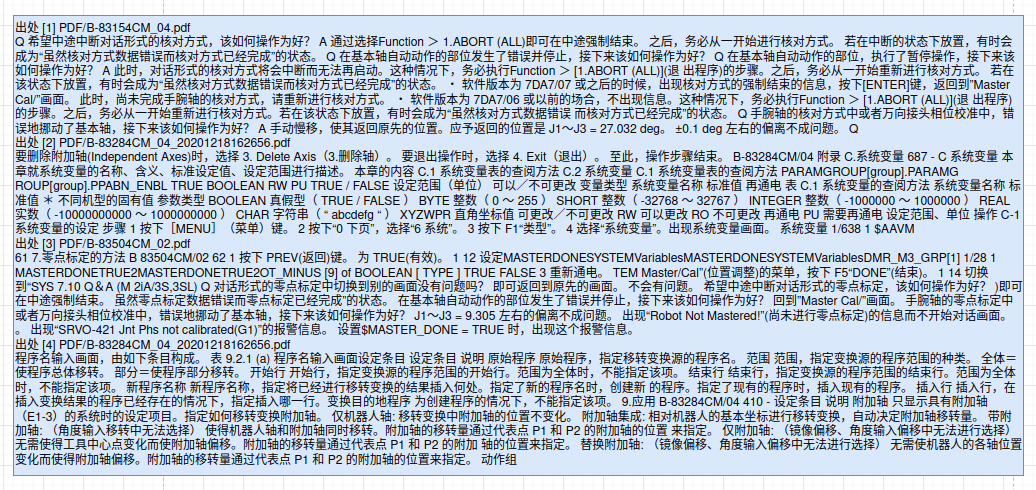 出处 [1] PDF/B-83154CM_04.pdf
Q 希望中途中断对话形式的核对方式，该如何操作为好？ A 通过选择Function ＞ 1.ABORT (ALL)即可在中途强制结束。 之后，务必从一开始进行核对方式。 若在中断的状态下放置，有时会
成为“虽然核对方式数据错误而核对方式已经完成”的状态。 Q 在基本轴自动动作的部位发生了错误并停止，接下来该如何操作为好？ Q 在基本轴自动动作的部位，执行了暂停操作，接下来该
如何操作为好？ A 此时，对话形式的核对方式将会中断而无法再启动。这种情况下，务必执行Function ＞ [1.ABORT (ALL)](退 出程序)的步骤。之后，务必从一开始重新进行核对方式。 若在
该状态下放置，有时会成为“虽然核对方式数据错误而核对方式已经完成”的状态。 ・ 软件版本为 7DA7/07 或之后的时候，出现核对方式的强制结束的信息，按下[ENTER]键，返回到”Master
Cal/”画面。 此时，尚未完成手腕轴的核对方式，请重新进行核对方式。 ・ 软件版本为 7DA7/06 或以前的场合，不出现信息。这种情况下，务必执行Function ＞ [1.ABORT (ALL)](退 出程序)
的步骤。之后，务必从一开始重新进行核对方式。若在该状态下放置，有时会成为“虽然核对方式数据错误 而核对方式已经完成”的状态。 Q 手腕轴的核对方式中或者万向接头相位校准中，错
误地挪动了基本轴，接下来该如何操作为好？ A 手动慢移，使其返回原先的位置。应予返回的位置是 J1～J3 = 27.032 deg。 ±0.1 deg 左右的偏离不成问题。 Q
出处 [2] PDF/B-83284CM_04_20201218162656.pdf
要删除附加轴(Independent Axes)时，选择 3. Delete Axis（3.删除轴）。 要退出操作时，选择 4. Exit（退出）。 至此，操作步骤结束。 B-83284CM/04 附录 C.系统变量 687 - C 系统变量 本
章就系统变量的名称、含义、标准设定值、设定范围进行描述。 本章的内容 C.1 系统变量表的查阅方法 C.2 系统变量 C.1 系统变量表的查阅方法 PARAMGROUP[group].PARAMG
ROUP[group].PPABN_ENBL TRUE BOOLEAN RW PU TRUE / FALSE 设定范围（单位） 可以／不可更改 变量类型 系统变量名称 标准值 再通电 表 C.1 系统变量的查阅方法 系统变量名称 标
准值 ＊ 不同机型的固有值 参数类型 BOOLEAN 真假型（ TRUE / FALSE ） BYTE 整数（ 0 ～ 255 ） SHORT 整数（ -32768 ～ 32767 ） INTEGER 整数（ -1000000 ～ 1000000 ） REAL
实数（ -10000000000 ～ 1000000000 ） CHAR 字符串（ “ abcdefg “ ） XYZWPR 直角坐标值 可更改／不可更改 RW 可以更改 RO 不可更改 再通电 PU 需要再通电 设定范围、单位 操作 C-1
系统变量的设定 步骤 1 按下［MENU］（菜单）键。 2 按下“0 下页”，选择“6 系统”。 3 按下 F1“类型”。 4 选择“系统变量”。出现系统变量画面。 系统变量 1/638 1 $AAVM
出处 [3] PDF/B-83504CM_02.pdf
61 7.零点标定的方法 B 83504CM/02 62 1 按下 PREV(返回)键。 为 TRUE(有效)。 1 12 设定MASTERDONESYSTEMVariablesMASTERDONESYSTEMVariablesDMR_M3_GRP[1] 1/28 1
MASTERDONETRUE2MASTERDONETRUE2OT_MINUS [9] of BOOLEAN [ TYPE ] TRUE FALSE 3 重新通电。 TEM Master/Cal”(位置调整)的菜单，按下 F5“DONE”(结束)。 1 14 切换
到“SYS 7.10 Q＆A (M 2iA/3S,3SL) Q 对话形式的零点标定中切换到别的画面没有问题吗？ 即可返回到原先的画面。 不会有问题。 希望中途中断对话形式的零点标定，该如何操作为好？ )即可
在中途强制结束。 虽然零点标定数据错误而零点标定已经完成”的状态。 在基本轴自动动作的部位发生了错误并停止，接下来该如何操作为好？ 回到”Master Cal/”画面。 手腕轴的零点标定中
或者万向接头相位校准中，错误地挪动了基本轴，接下来该如何操作为好？ J1～J3 = 9.305 左右的偏离不成问题。 出现“Robot Not Mastered!”(尚未进行零点标定)的信息而不开始对话画面。
。 出现“SRVO-421 Jnt Phs not calibrated(G1)”的报警信息。 设置$MASTER_DONE = TRUE 时，出现这个报警信息。
出处 [4] PDF/B-83284CM_04_20201218162656.pdf
程序名输入画面，由如下条目构成。 表 9.2.1 (a) 程序名输入画面设定条目 设定条目 说明 原始程序 原始程序，指定移转变换源的程序名。 范围 范围，指定变换源的程序范围的种类。 全体＝
使程序总体移转。 部分＝使程序部分移转。 开始行 开始行，指定变换源的程序范围的开始行。范围为全体时，不能指定该项。 结束行 结束行，指定变换源的程序范围的结束行。范围为全体
时，不能指定该项。 新程序名称 新程序名称，指定将已经进行移转变换的结果插入何处。指定了新的程序名时，创建新 的程序。指定了现有的程序时，插入现有的程序。 插入行 插入行，在
插入变换结果的程序已经存在的情况下，指定插入哪一行。变换目的地程序 为创建程序的情况下，不能指定该项。 9.应用 B-83284CM/04 410 - 设定条目 说明 附加轴 只显示具有附加轴
（E1-3）的系统时的设定项目。指定如何移转变换附加轴。 仅机器人轴: 移转变换中附加轴的位置不变化。 附加轴集成: 相对机器人的基本坐标进行移转变换，自动决定附加轴移转量。 带附
加轴: （角度输入移转中无法选择） 使得机器人轴和附加轴同时移转。附加轴的移转量通过代表点 P1 和 P2 的附加轴的位置 来指定。 仅附加轴: （镜像偏移、角度输入偏移中无法进行选择）
无需使得工具中心点变化而使附加轴偏移。附加轴的移转量通过代表点 P1 和 P2 的附加 轴的位置来指定。 替换附加轴: （镜像偏移、角度输入偏移中无法进行选择） 无需使机器人的各轴位置
变化而使得附加轴偏移。附加轴的移转量通过代表点 P1 和 P2 的附加轴的位置来指定。 动作组